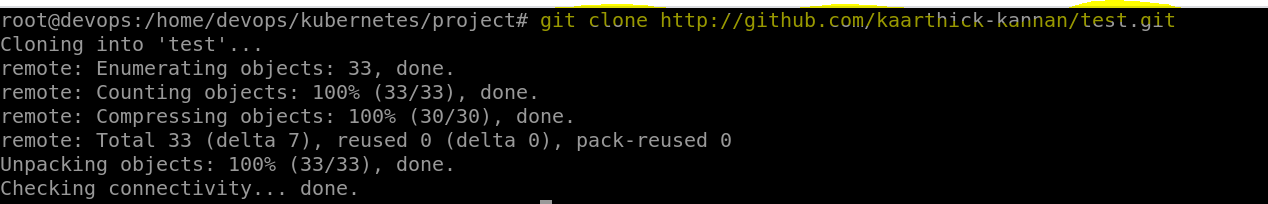 root@devops:/home/devops/kubernetes/project# git clone http://github.com/kaarthick-kannan/test.git
Cloning into 'test'...
remote: Enumerating objects: 33, done.
remote: Counting objects: 100% (33/33), done.
remote: Compressing objects: 100% (30/30), done.
remote: Total 33 (delta 7), reused 0 (delta 0), pack-reused 0
Unpacking objects: 100% (33/33), done.
Checking connectivity... done.